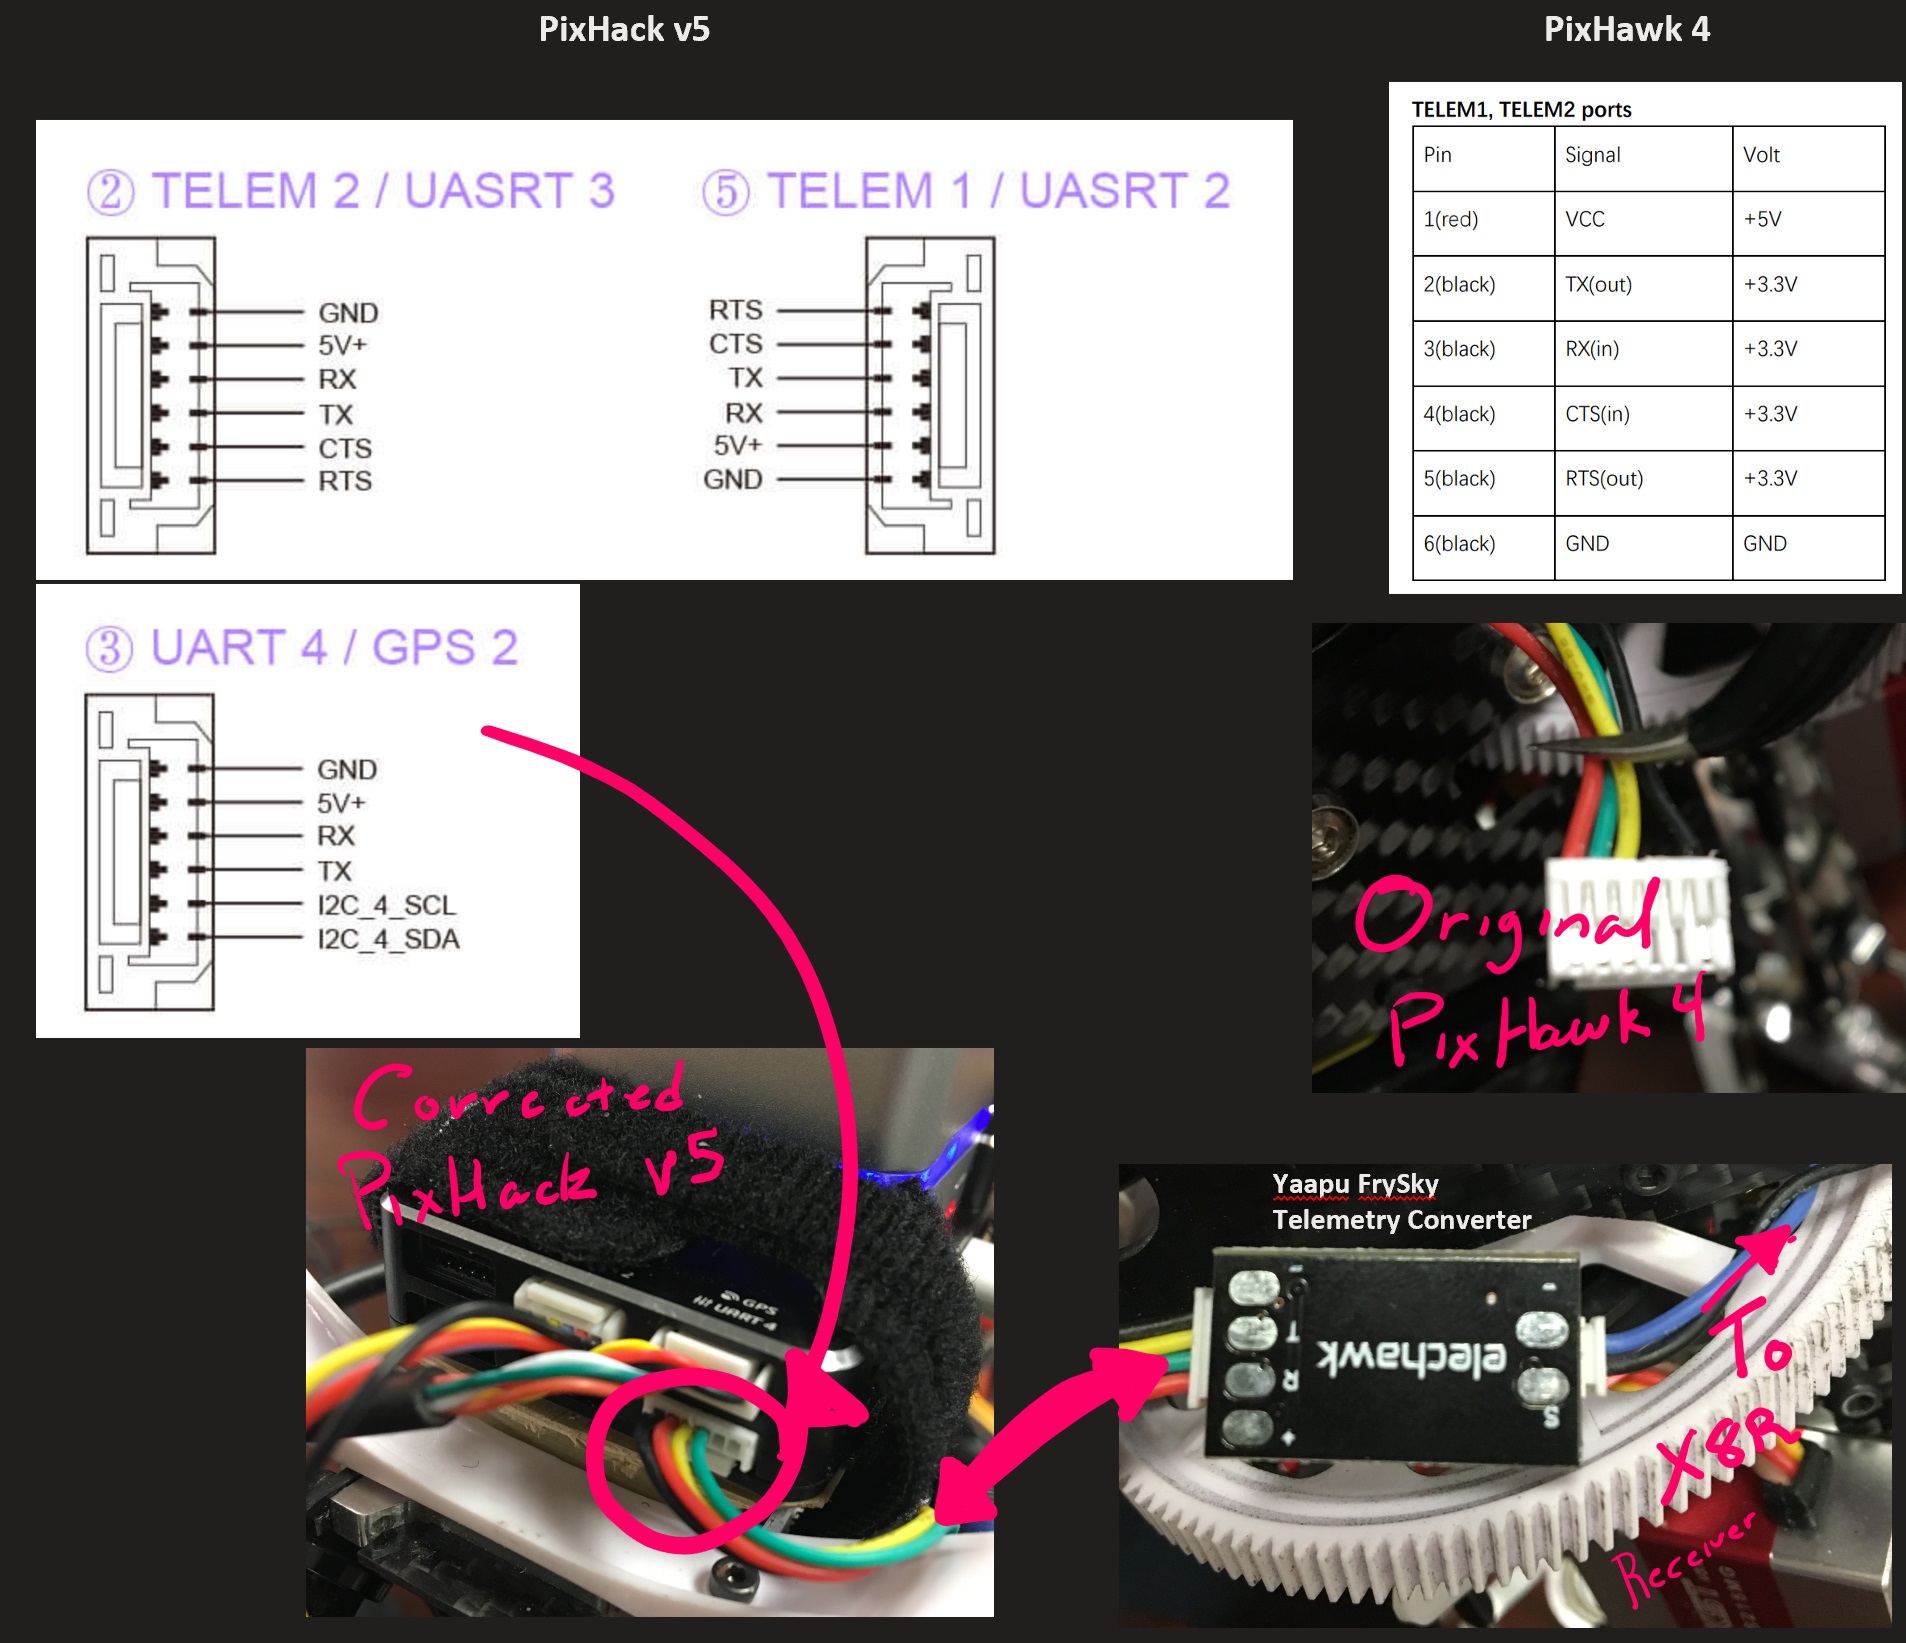 PixHack v5
PixHawk 4
② TELEM 2 / UASRT 3
GND
5V+
RX
TX
CTS
RTS
⑤ TELEM 1 / UASRT 2
RTS
CTS
TX
RX
5V+
GND
TELEM1, TELEM2 ports
Pin Signal Volt
1(red) VCC +5V
2(black) TX(out) +3.3V
3(black) RX(in) +3.3V
4(black) CTS(in) +3.3V
5(black) RTS(out) +3.3V
6(black) GND GND
③ UART 4 / GPS 2
GND
5V+
RX
TX
I2C_4_SCL
I2C_4_SDA
Original
PixHawk 4
Corrected
PixHack v5
GPS
UART 4
Yaapu FrySky
Telemetry Converter
-
T
R
+
elechawk
-
S
To
X8R
Receiver